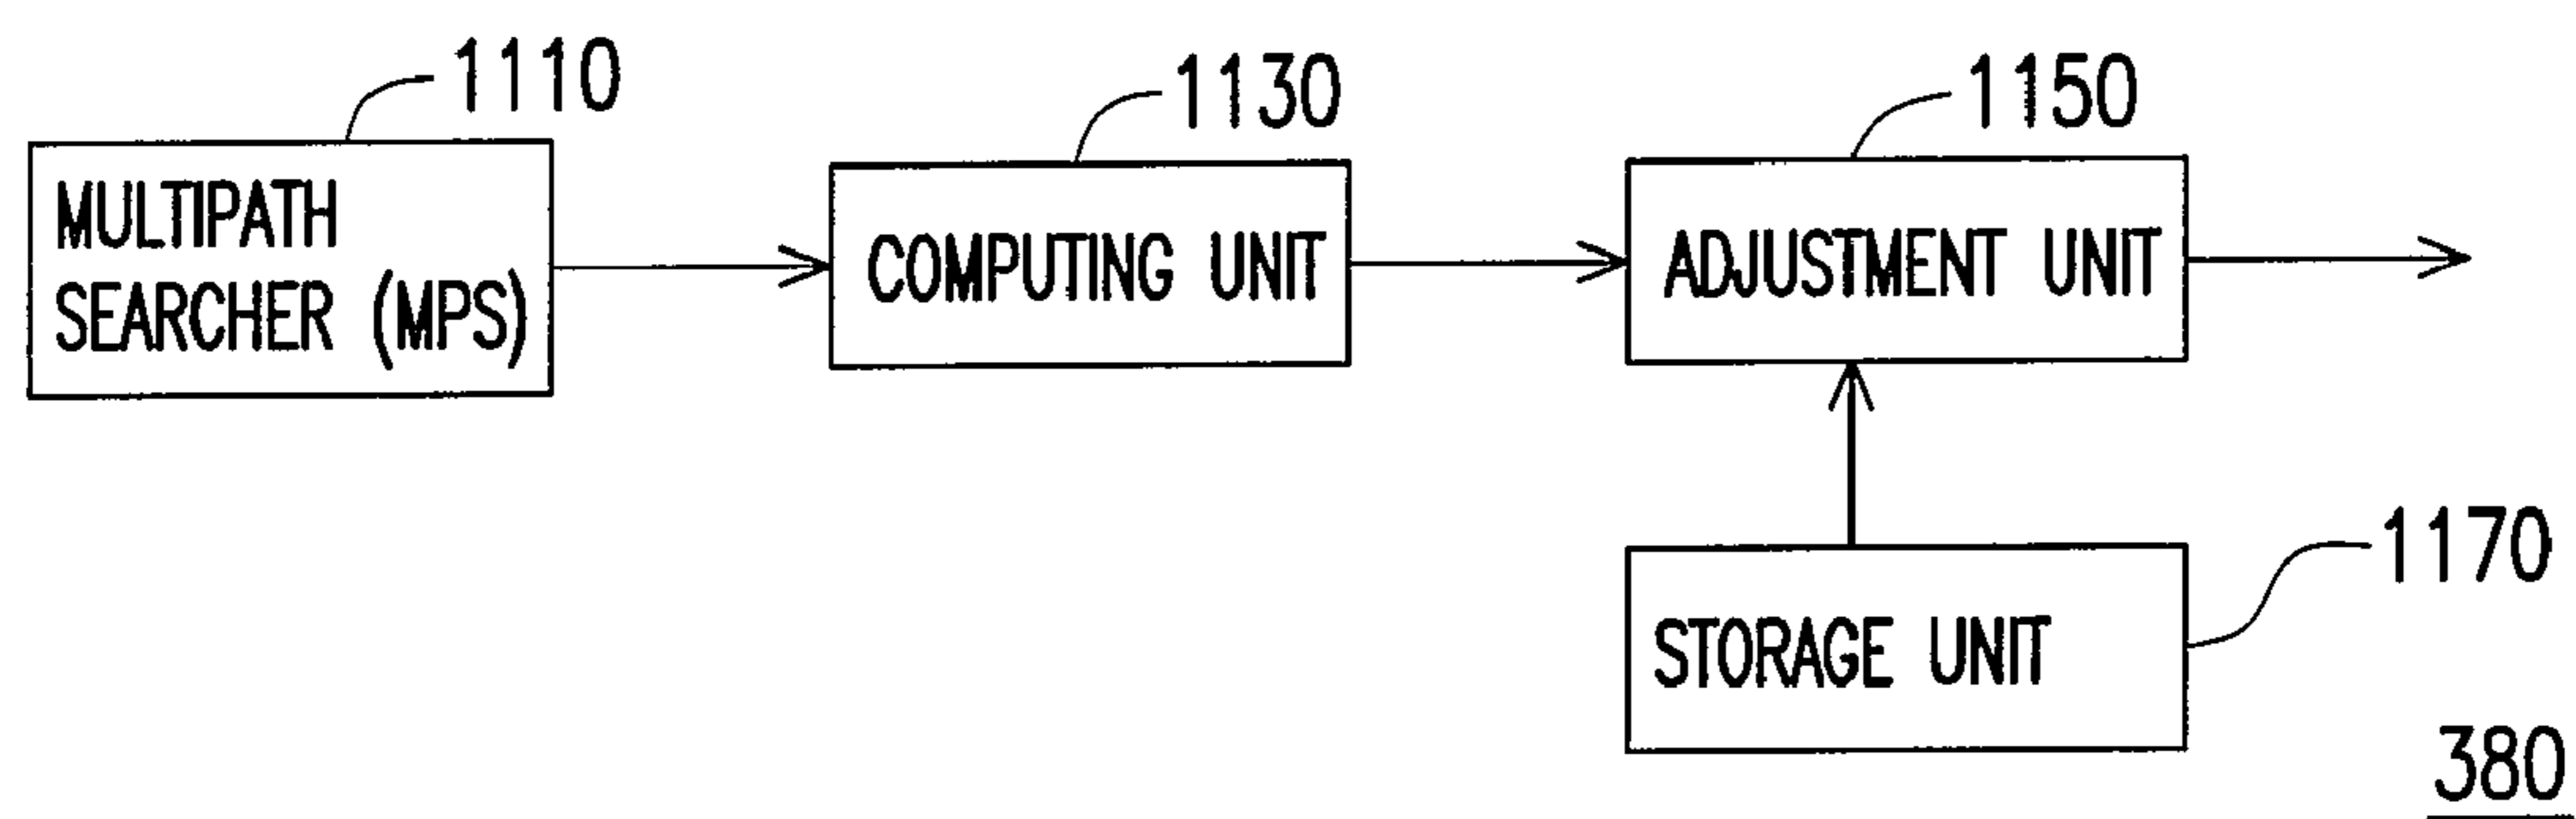 1110
1130
1150
MULTIPATH
SEARCHER (MPS)
COMPUTING UNIT
ADJUSTMENT UNIT
1170
STORAGE UNIT
380